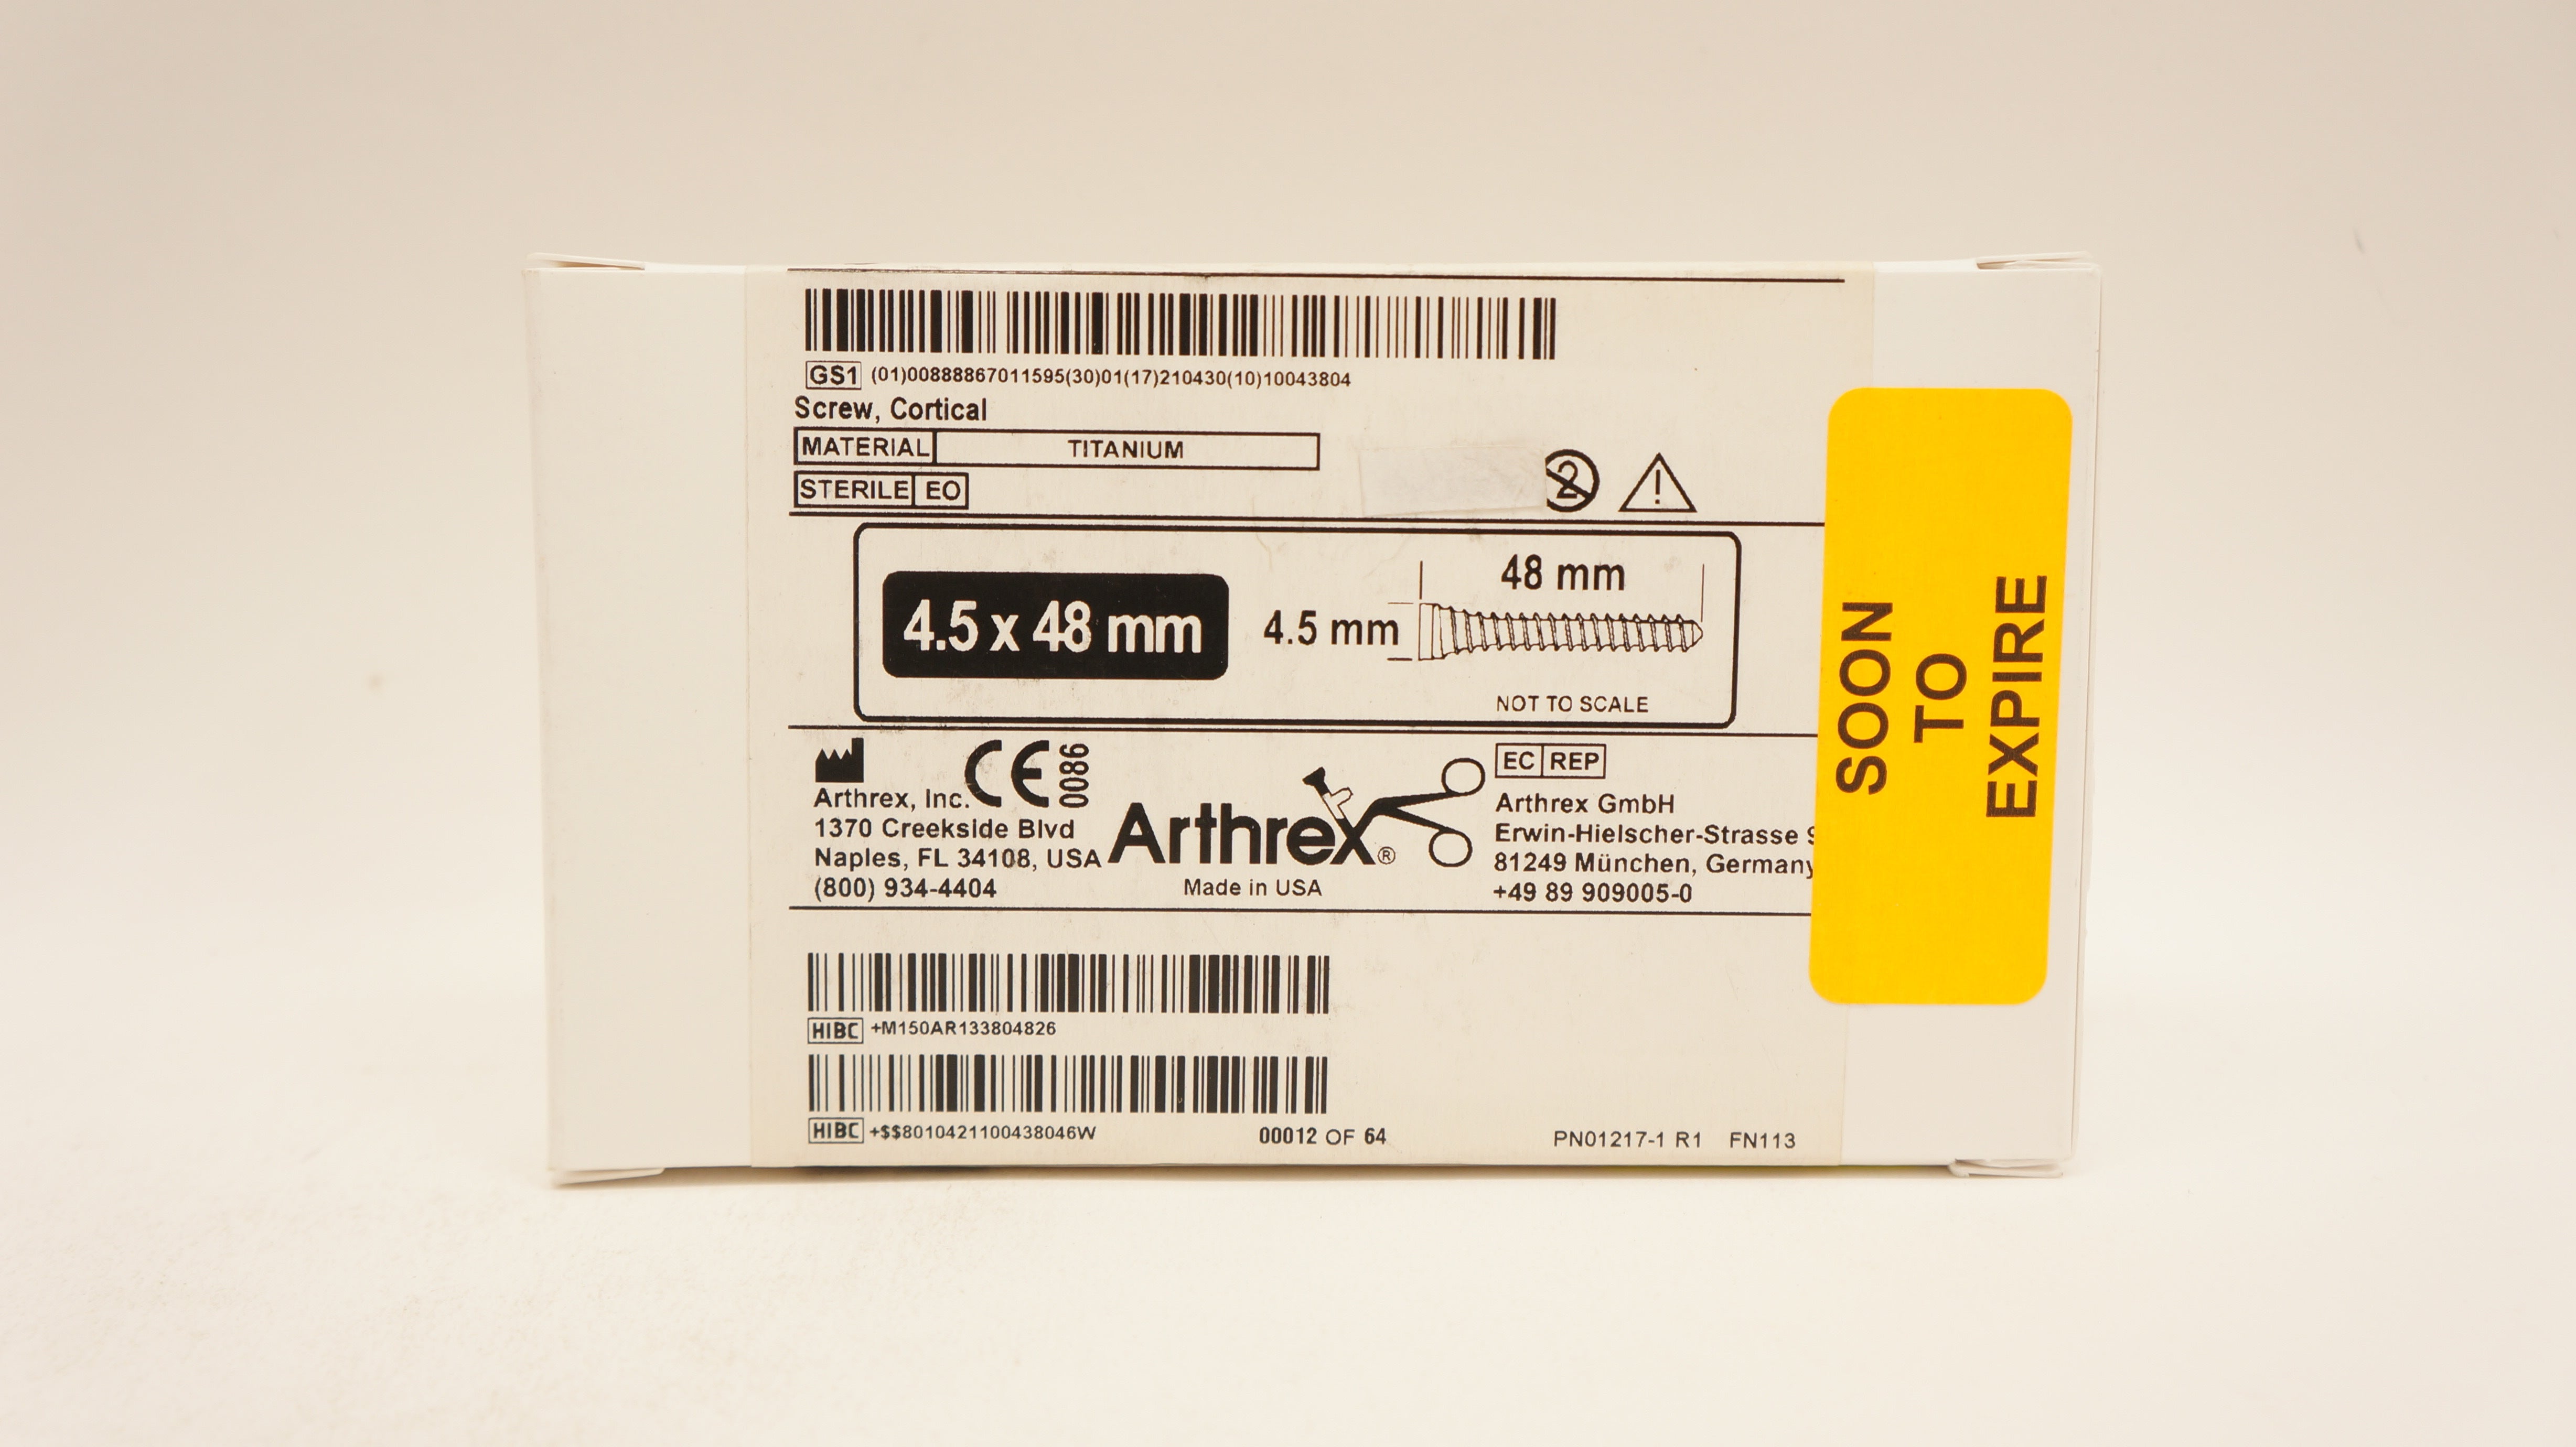 GS1 (01)00888867011595(30)01(17)210430(10)10043804
Screw, Cortical
MATERIAL TITANIUM
STERILE EO
2
4.5 x 48 mm
48 mm
4.5 mm
NOT TO SCALE
CE 0086
Arthrex, Inc.
1370 Creekside Blvd
Naples, FL 34108, USA
(800) 934-4404
Arthrex®
Made in USA
EC REP
Arthrex GmbH
Erwin-Hielscher-Strasse
81249 München, Germany
+49 89 909005-0
HIBC +M150AR133804826
HIBC +$$8010421100438046W
00012 OF 64
PN01217-1 R1 FN113
SOON
TO
EXPIRE